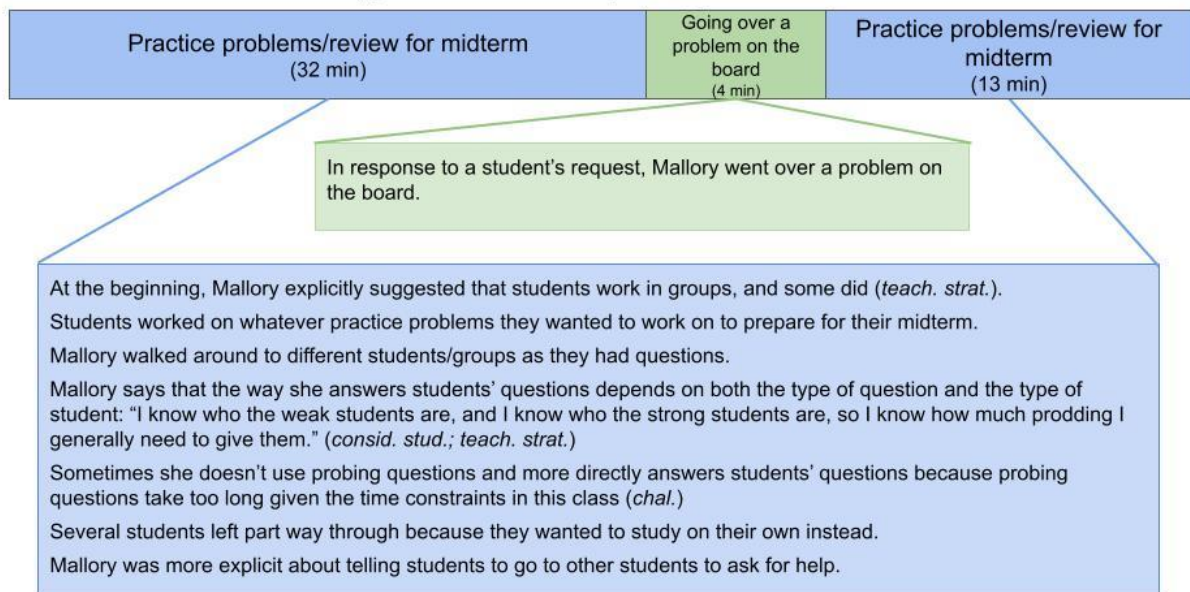 Practice problems/review for midterm
(32 min)
Going over
a problem on the
board
(4 min)
Practice problems/review for
midterm
(13 min)
In response to a student's request, Mallory went over a problem on
the board.
At the beginning, Mallory explicitly suggested that students work in groups, and some did (teach. strat.).
Students worked on whatever practice problems they wanted to work on to prepare for their midterm.
Mallory walked around to different students/groups as they had questions.
Mallory says that the way she answers students' questions depends on both the type of question and the type of
student: “I know who the weak students are, and I know who the strong students are, so I know how much prodding I
generally need to give them.” (consid. stud.; teach. strat.)
Sometimes she doesn't use probing questions and more directly answers students' questions because probing
questions take too long given the time constraints in this class (chal.)
Several students left part way through because they wanted to study on their own instead.
Mallory was more explicit about telling students to go to other students to ask for help.